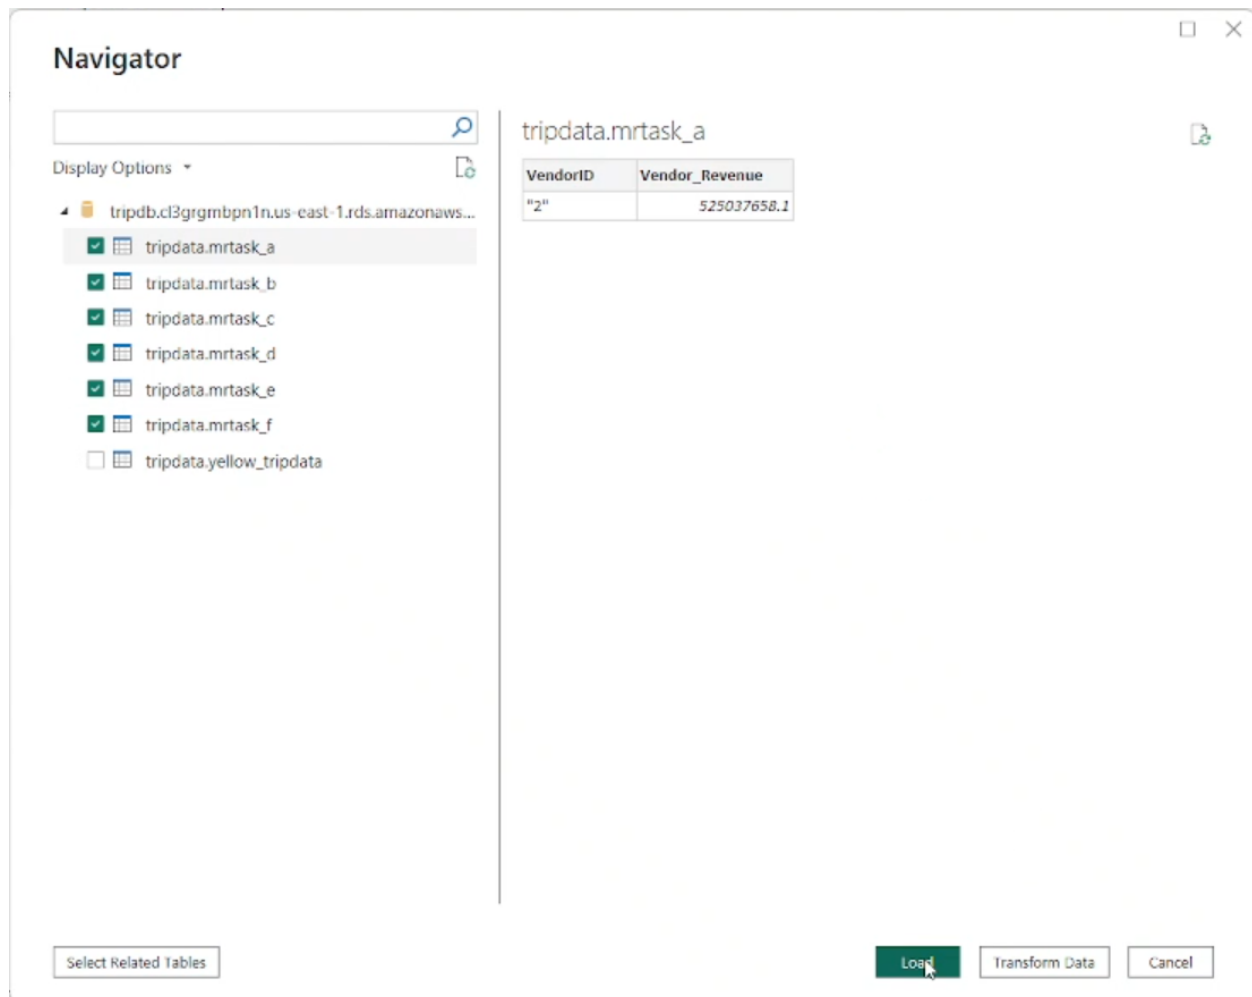 Navigator
Display Options
tripdb.cl3grgmbpn1n.us-east-1.rds.amazonaws...
tripdata.mrtask_a
tripdata.mrtask_b
tripdata.mrtask_c
tripdata.mrtask_d
tripdata.mrtask_e
tripdata.mrtask_f
tripdata.yellow_tripdata
tripdata.mrtask_a
VendorID Vendor_Revenue
"2" 525037658.1
Select Related Tables
Load
Transform Data
Cancel